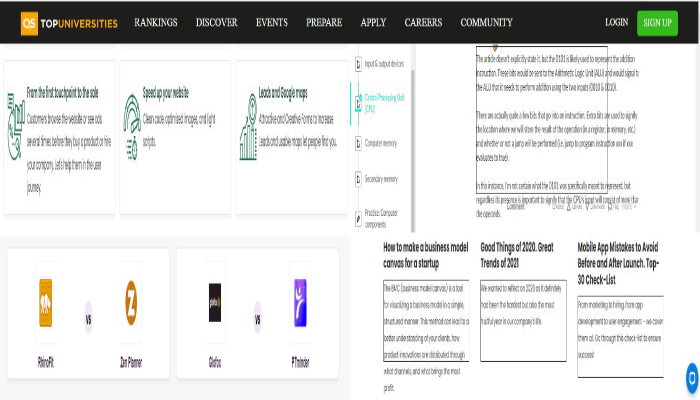 QS TOPUNIVERSITIES RANKINGS DISCOVER EVENTS PREPARE APPLY CAREERS COMMUNITY LOGIN SIGN UP
From the first touchpoint to the sale
Customers browse the website or see ads
several times before they buy a product or hire
your company. Let's help them in the user
journey.
Speed up your website
Clean code, optimized images, and light
scripts.
Leads and Google maps
Attractive and Creative Forms to increase
Leads and usable maps let people find you.
Input & output devices
Central Processing Unit
(CPU)
Computer memory
Secondary memory
Practice: Computer
components
The article doesn't explicitly state it, but the 0101 is likely used to represent the addition
instruction. These bits would be sent to the Arithmetic Logic Unit (ALU) and would signal to
the ALU that it needs to perform addition using the two inputs (0010 & 0010).
There are actually quite a few bits that go into an instruction. Extra bits are used to signify
the location where we will store the result of the operation (in a register, in memory, etc.)
and whether or not a jump will be performed (i.e. jump to program instruction xxx if xxx
evaluates to true).
In this instance, I'm not certain what the 0101 was specifically meant to represent, but
regardless its presence is important to signify that the CPU's input will consist of more than
the operands.
Comment
RhinoFit
vs
Zen Planner
Glofox
vs
PTminder
How to make a business model
canvas for a startup
The BMC (business model canvas) is a tool
for visualizing a business model in a simple,
structured manner. This method can lead to a
better understanding of your clients, how
product innovations are distributed through
what channels, and what brings the most
profit.
Good Things of 2020. Great
Trends of 2021
We wanted to reflect on 2020 as it definitely
has been the hardest but also the most
fruitful year in our company's life.
Mobile App Mistakes to Avoid
Before and After Launch. Top-
30 Check-List
From marketing to hiring, from app
development to user engagement - we cover
them all. Go through this check-list to ensure
success!